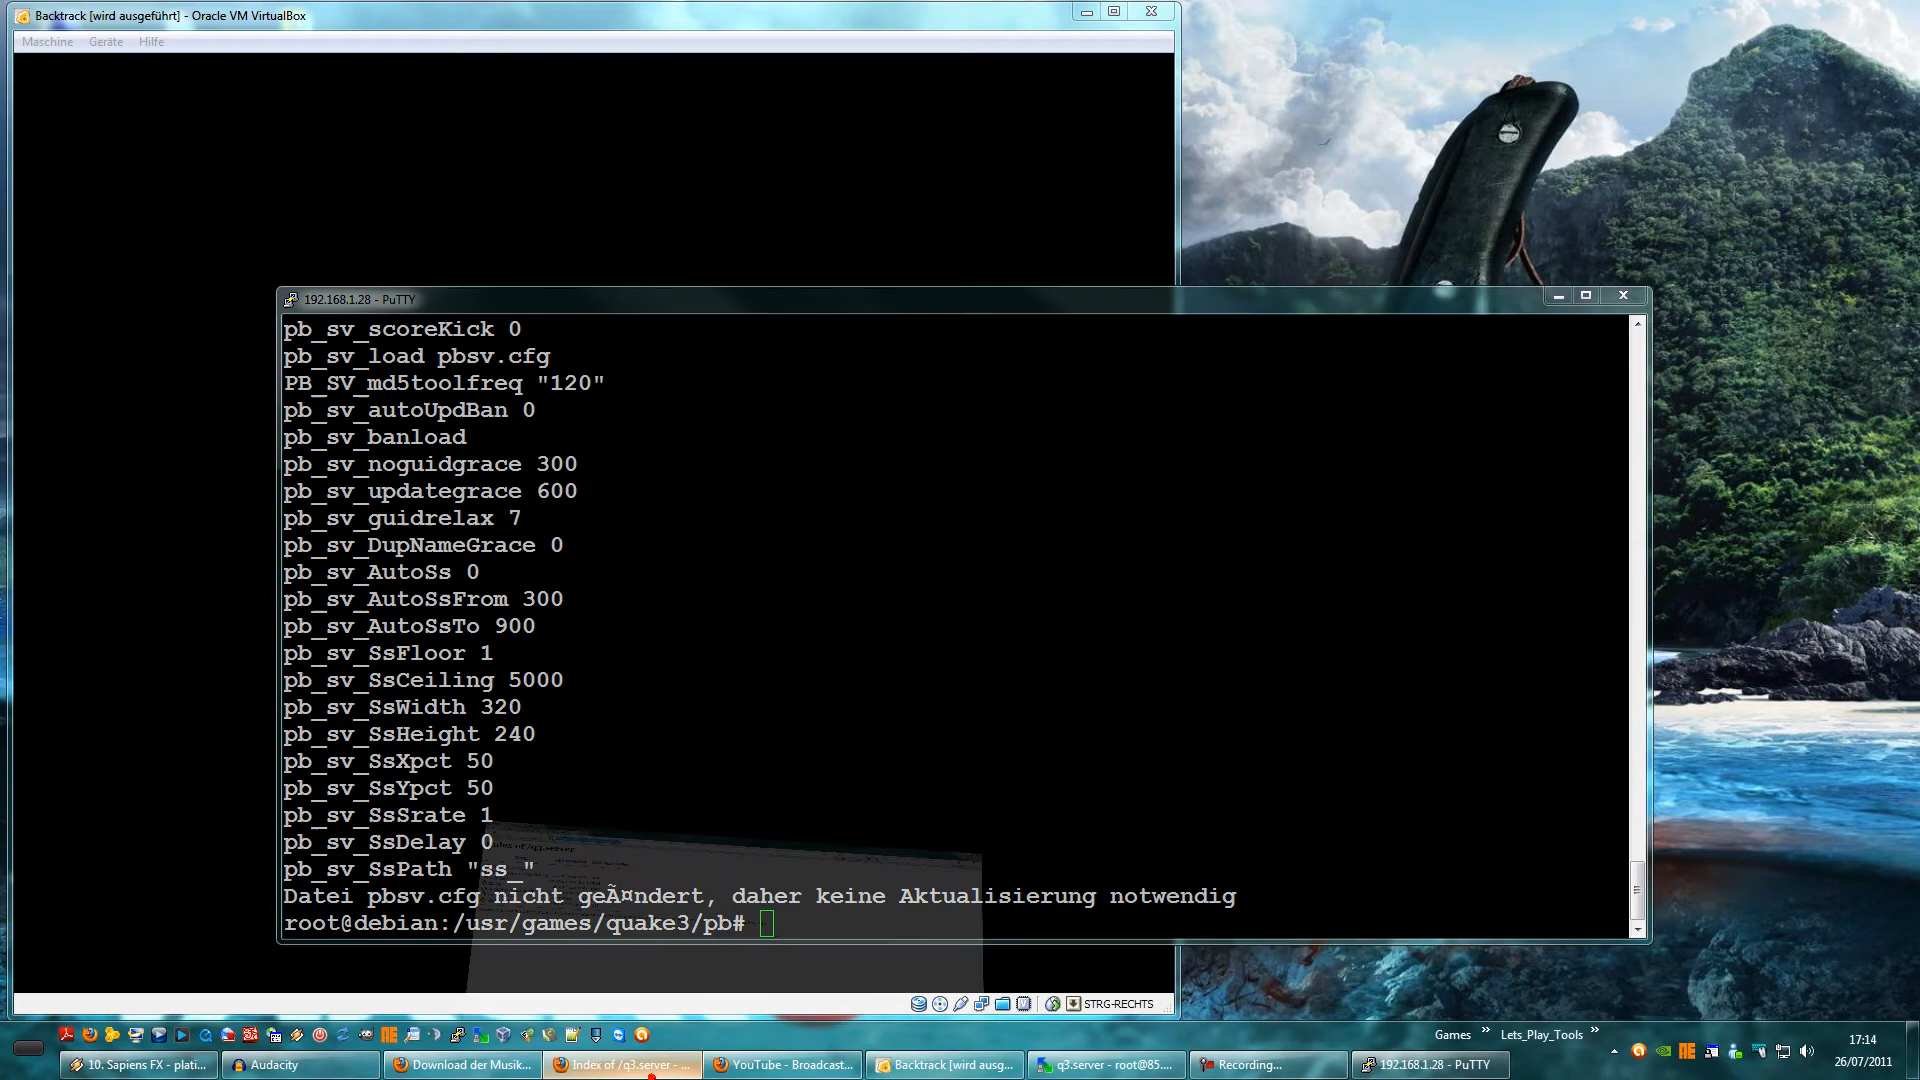 Backtrack [wird ausgeführt] - Oracle VM VirtualBox
Maschine Geräte Hilfe
192.168.1.28 - PuTTY
pb_sv_scoreKick 0
pb_sv_load pbsv.cfg
PB_SV_md5toolfreq "120"
pb_sv_autoUpdBan 0
pb_sv_banload
pb_sv_noguidgrace 300
pb_sv_updategrace 600
pb_sv_guidrelax 7
pb_sv_DupNameGrace 0
pb_sv_AutoSs 0
pb_sv_AutoSsFrom 300
pb_sv_AutoSsTo 900
pb_sv_SsFloor 1
pb_sv_SsCeiling 5000
pb_sv_SsWidth 320
pb_sv_SsHeight 240
pb_sv_SsXpct 50
pb_sv_SsYpct 50
pb_sv_SsSrate 1
pb_sv_SsDelay 0
pb_sv_SsPath "ss_"
Datei pbsv.cfg nicht geÃ¤ndert, daher keine Aktualisierung notwendig
root@debian:/usr/games/quake3/pb#
STRG-RECHTS
Games » Lets_Play_Tools »
10. Sapiens FX - plati...
Audacity
Download der Musik...
Index of /q3.server - ...
YouTube - Broadcast...
Backtrack [wird ausg...
q3.server - root@85....
Recording...
192.168.1.28 - PuTTY
17:14
26/07/2011